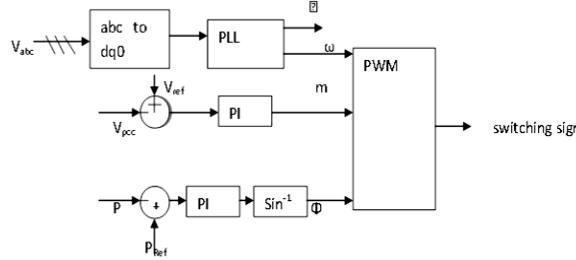 abc to
dq0
Vabc
PLL
ω
PWM
Vref
m
Vpcc
PI
switching sign
P
PI
Sin-1
Φ
PRef